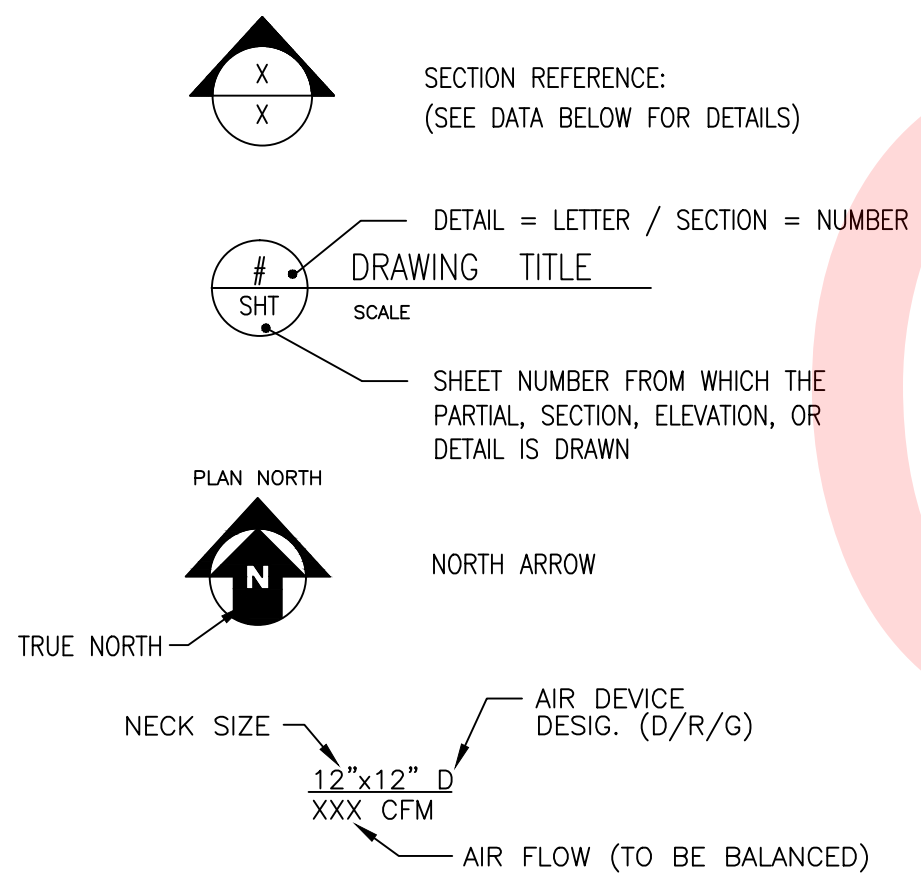 X
X
SECTION REFERENCE:
(SEE DATA BELOW FOR DETAILS)
DETAIL = LETTER / SECTION = NUMBER
#
SHT
DRAWING TITLE
SCALE
SHEET NUMBER FROM WHICH THE
PARTIAL, SECTION, ELEVATION, OR
DETAIL IS DRAWN
PLAN NORTH
N
NORTH ARROW
TRUE NORTH
AIR DEVICE
DESIG. (D/R/G)
NECK SIZE
12”x12” D
XXX CFM
AIR FLOW (TO BE BALANCED)